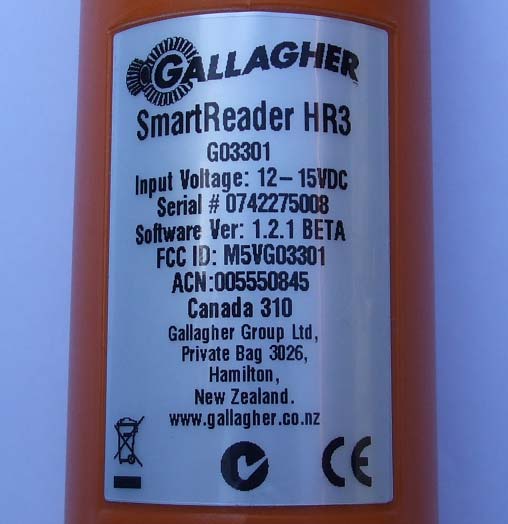 GALLAGHER
SmartReader HR3
G03301
Input Voltage: 12-15VDC
Serial # 0742275008
Software Ver: 1.2.1 BETA
FCC ID: M5VG03301
ACN:005550845
Canada 310
Gallagher Group Ltd,
Private Bag 3026,
Hamilton,
New Zealand.
www.gallagher.co.nz
CE